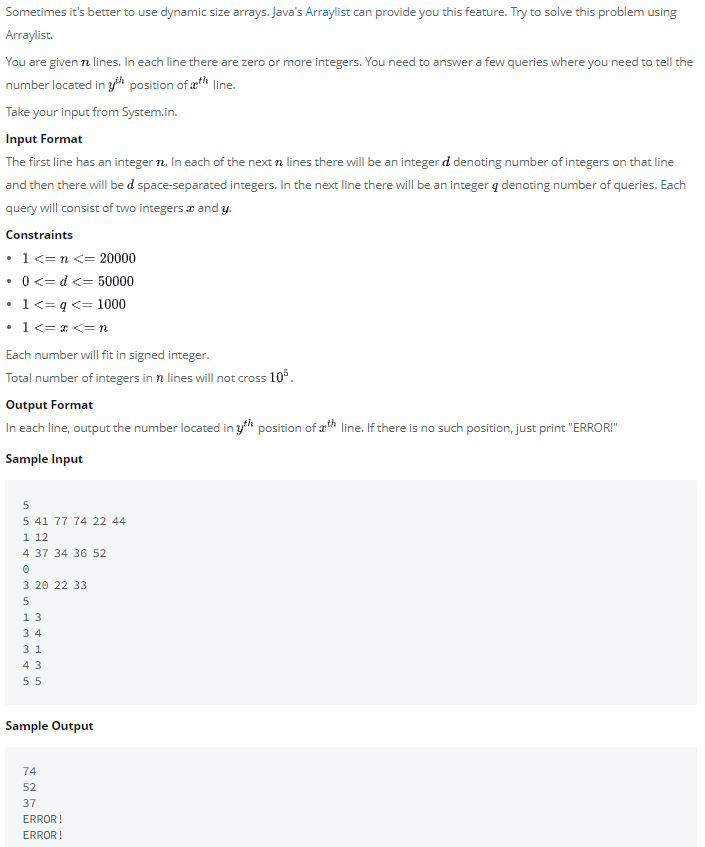 Sometimes it's better to use dynamic size arrays. Java's Arraylist can provide you this feature. Try to solve this problem using
Arraylist.
You are given n lines. In each line there are zero or more integers. You need to answer a few queries where you need to tell the
number located in yth position of xth line.
Take your input from System.in.
Input Format
The first line has an integer n. In each of the next n lines there will be an integer d denoting number of integers on that line
and then there will be d space-separated integers. In the next line there will be an integer q denoting number of queries. Each
query will consist of two integers x and y.
Constraints
• 1 <= n <= 20000
• 0 <= d <= 50000
• 1 <= q <= 1000
• 1 <= x <= n
Each number will fit in signed integer.
Total number of integers in n lines will not cross 10^5.
Output Format
In each line, output the number located in yth position of xth line. If there is no such position, just print "ERROR!"
Sample Input
5
5 41 77 74 22 44
1 12
4 37 34 36 52
0
3 20 22 33
5
1 3
3 4
3 1
4 3
5 5
Sample Output
74
52
37
ERROR!
ERROR!